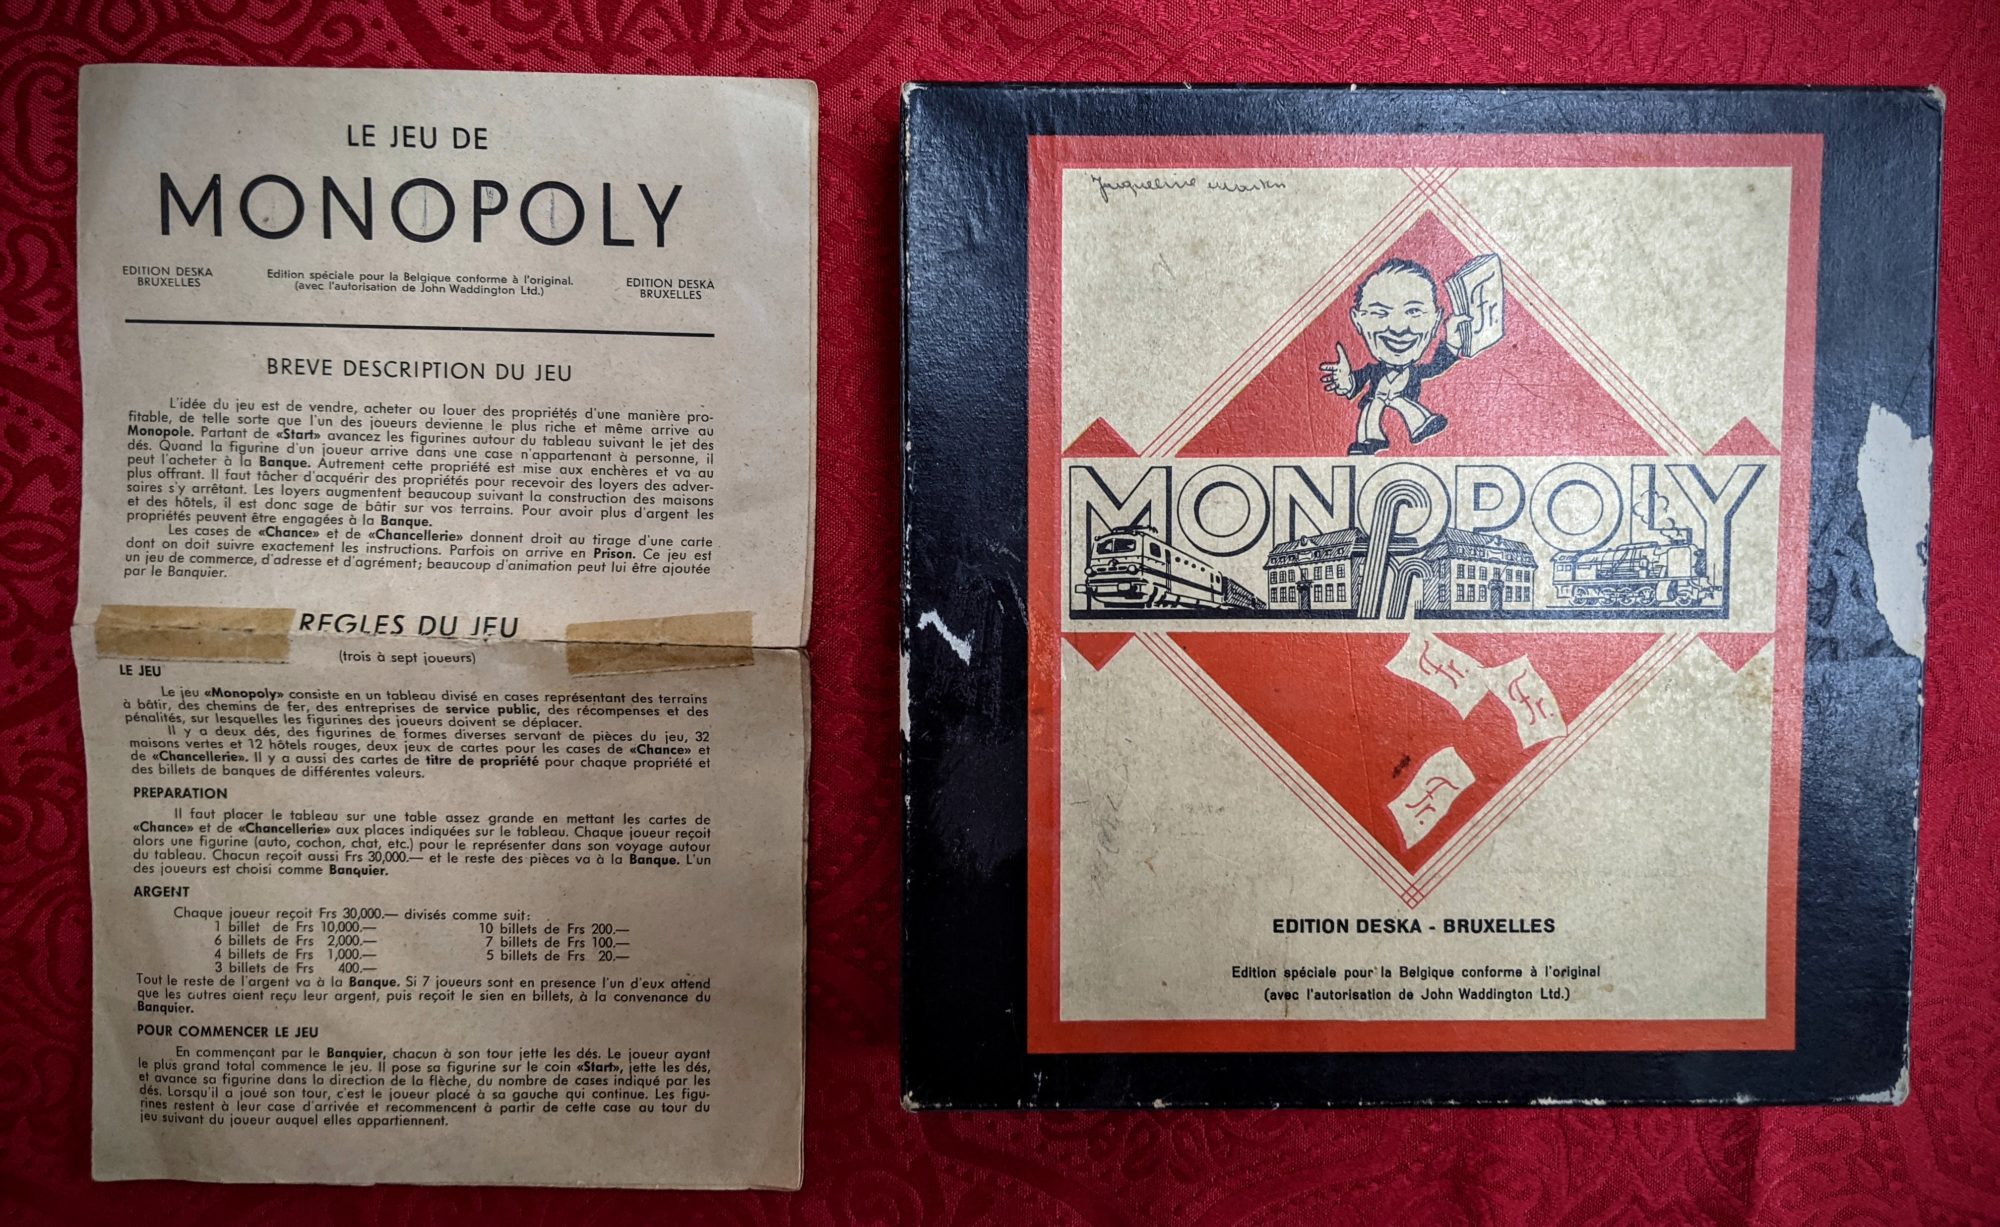 LE JEU DE
MONOPOLY
EDITION DESKA
BRUXELLES
Edition spéciale pour la Belgique conforme à l'original.
(avec l'autorisation de John Waddington Ltd.)
EDITION DESKA
BRUXELLES
BREVE DESCRIPTION DU JEU
L'idée du jeu est de vendre, acheter ou louer des propriétés d'une manière pro-
fitable, de telle sorte que l'un des joueurs devienne le plus riche et même arrive au
Monopole. Partant de «Start» avancez les figurines autour du tableau suivant le jet des
dés. Quand la figurine d'un joueur arrive dans une case n'appartenant à personne, il
peut l'acheter à la Banque. Autrement cette propriété est mise aux enchères et va au
plus offrant. Il faut tâcher d'acquérir des propriétés pour recevoir des loyers des adver-
saires s'y arrêtant. Les loyers augmentent beaucoup suivant la construction des maisons
et des hôtels, il est donc sage de bâtir sur vos terrains. Pour avoir plus d'argent les
propriétés peuvent être engagées à la Banque.
Les cases de «Chance» et de «Chancellerie» donnent droit au tirage d'une carte
dont on doit suivre exactement les instructions. Parfois on arrive en Prison. Ce jeu est
un jeu de commerce, d'adresse et d'agrément; beaucoup d'animation peut lui être ajoutée
par le Banquier.
REGLES DU JEU
(trois à sept joueurs)
LE JEU
Le jeu «Monopoly» consiste en un tableau divisé en cases représentant des terrains
à bâtir, des chemins de fer, des entreprises de service public, des récompenses et des
pénalités, sur lesquelles les figurines des joueurs doivent se déplacer.
Il y a deux dés, des figurines de formes diverses servant de pièces du jeu, 32
maisons vertes et 12 hôtels rouges, deux jeux de cartes pour les cases de «Chance» et
de «Chancellerie». Il y a aussi des cartes de titre de propriété pour chaque propriété et
des billets de banques de différentes valeurs.
PREPARATION
Il faut placer le tableau sur une table assez grande en mettant les cartes de
«Chance» et de «Chancellerie» aux places indiquées sur le tableau. Chaque joueur reçoit
alors une figurine (auto, cochon, chat, etc.) pour le représenter dans son voyage autour
du tableau. Chacun reçoit aussi Frs 30,000.— et le reste des pièces va à la Banque. L'un
des joueurs est choisi comme Banquier.
ARGENT
Chaque joueur reçoit Frs 30,000.— divisés comme suit:
1 billet de Frs 10,000.— 10 billets de Frs 200.—
6 billets de Frs 2,000.— 7 billets de Frs 100.—
4 billets de Frs 1,000.— 5 billets de Frs 20.—
3 billets de Frs 400.—
Tout le reste de l'argent va à la Banque. Si 7 joueurs sont en presence l'un d'eux attend
que les autres aient reçu leur argent, puis reçoit le sien en billets, à la convenance du
Banquier.
POUR COMMENCER LE JEU
En commençant par le Banquier, chacun à son tour jette les dés. Le joueur ayant
le plus grand total commence le jeu. Il pose sa figurine sur le coin «Start», jette les dés,
et avance sa figurine dans la direction de la flèche, du nombre de cases indiqué par les
dés. Lorsqu'il a joué son tour, c'est le joueur placé à sa gauche qui continue. Les figu-
rines restent à leur case d'arrivée et recommencent à partir de cette case au tour du
jeu suivant du joueur auquel elles appartiennent.
Jacqueline
Fr.
MONOPOLY
Fr.
Fr.
Fr.
EDITION DESKA - BRUXELLES
Edition spéciale pour la Belgique conforme à l'original
(avec l'autorisation de John Waddington Ltd.)